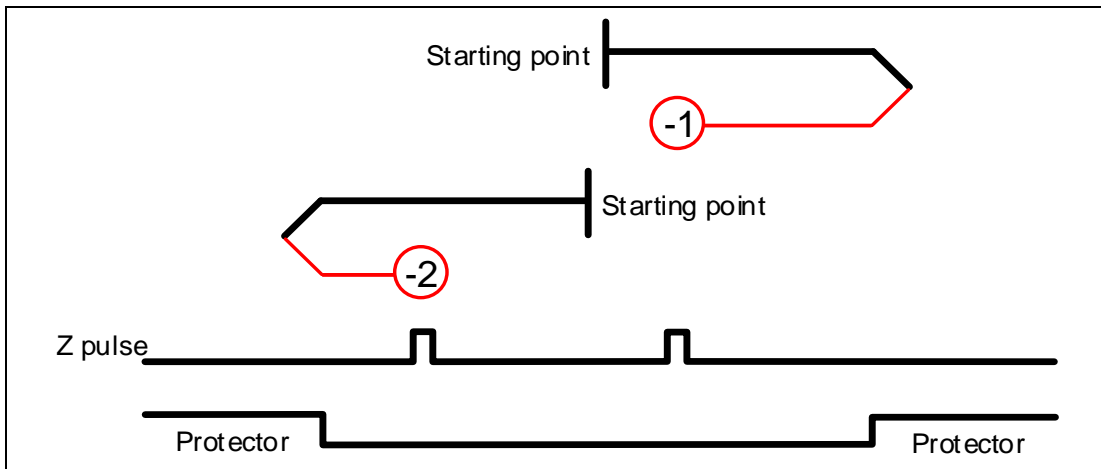 Starting point
-1
Starting point
-2
Z pulse
Protector
Protector